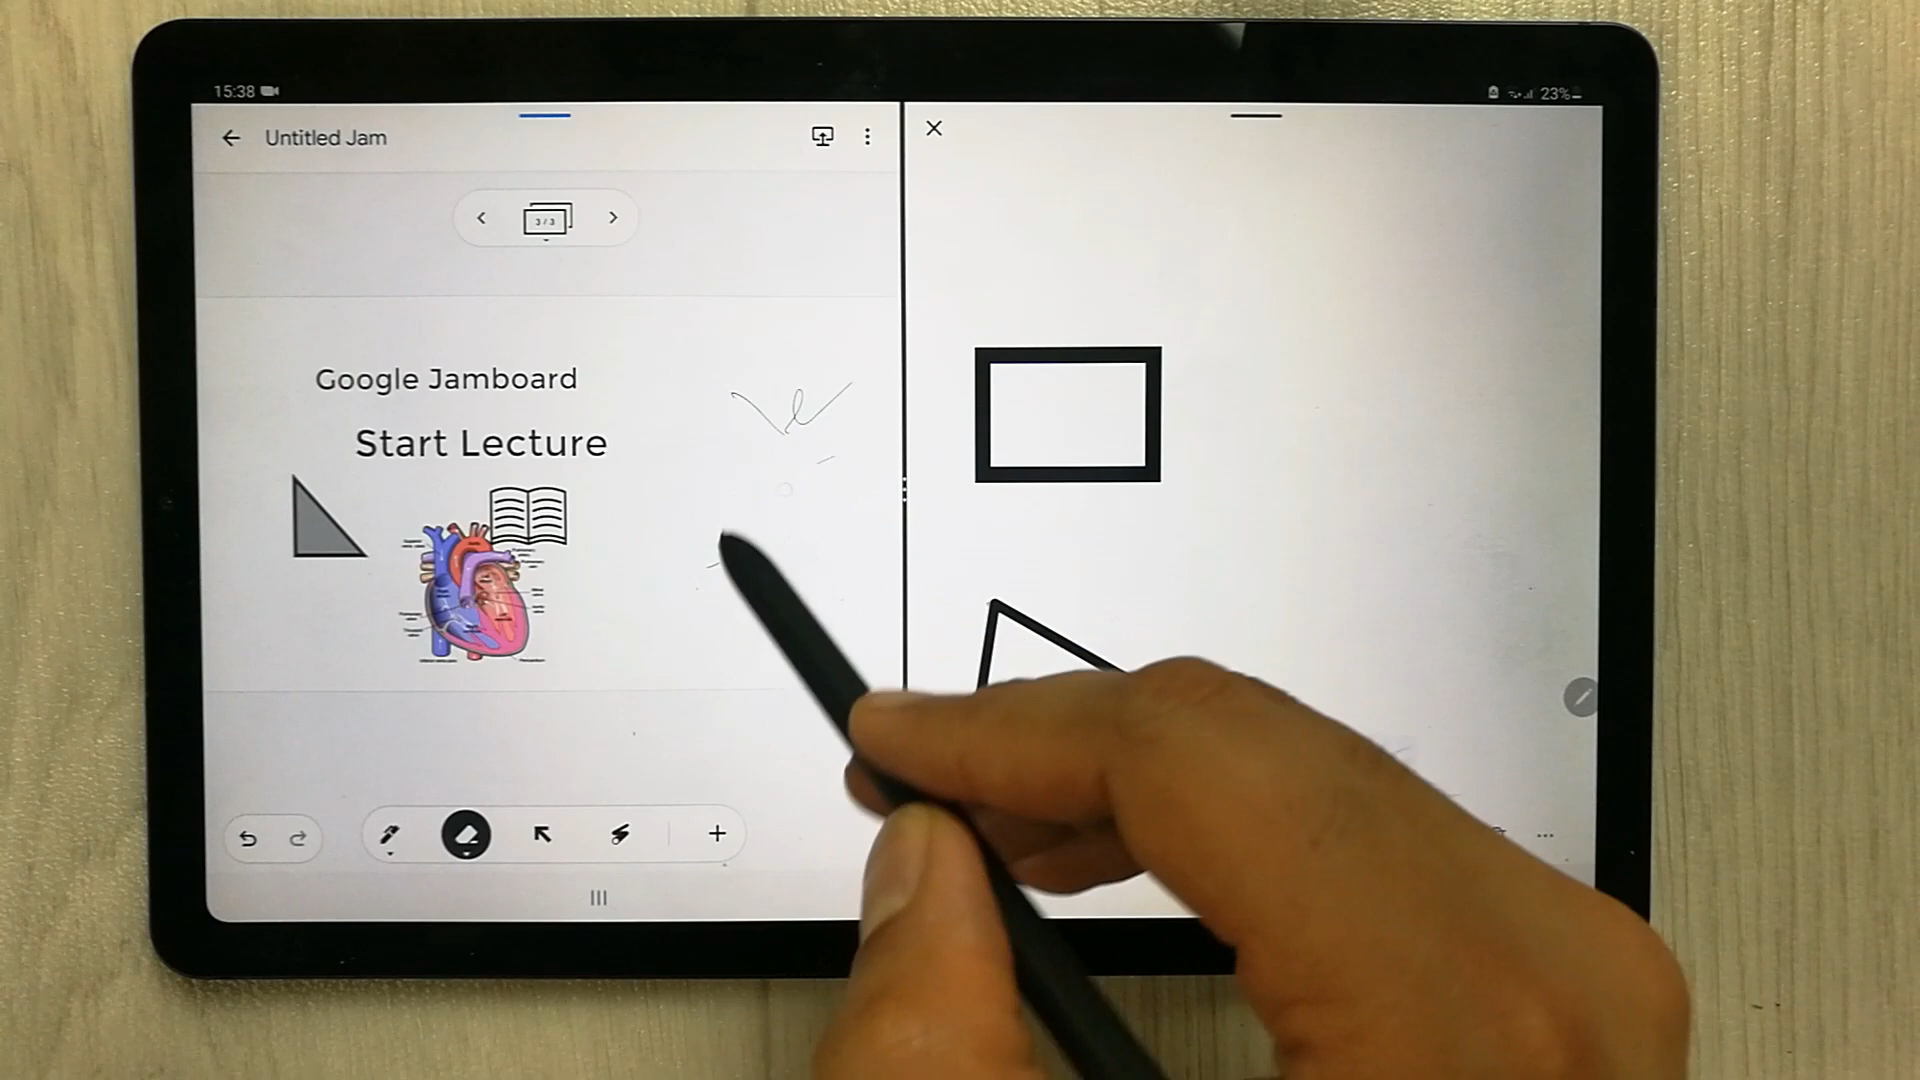 15:38
23%
Untitled Jam
3 / 3
Google Jamboard
Start Lecture